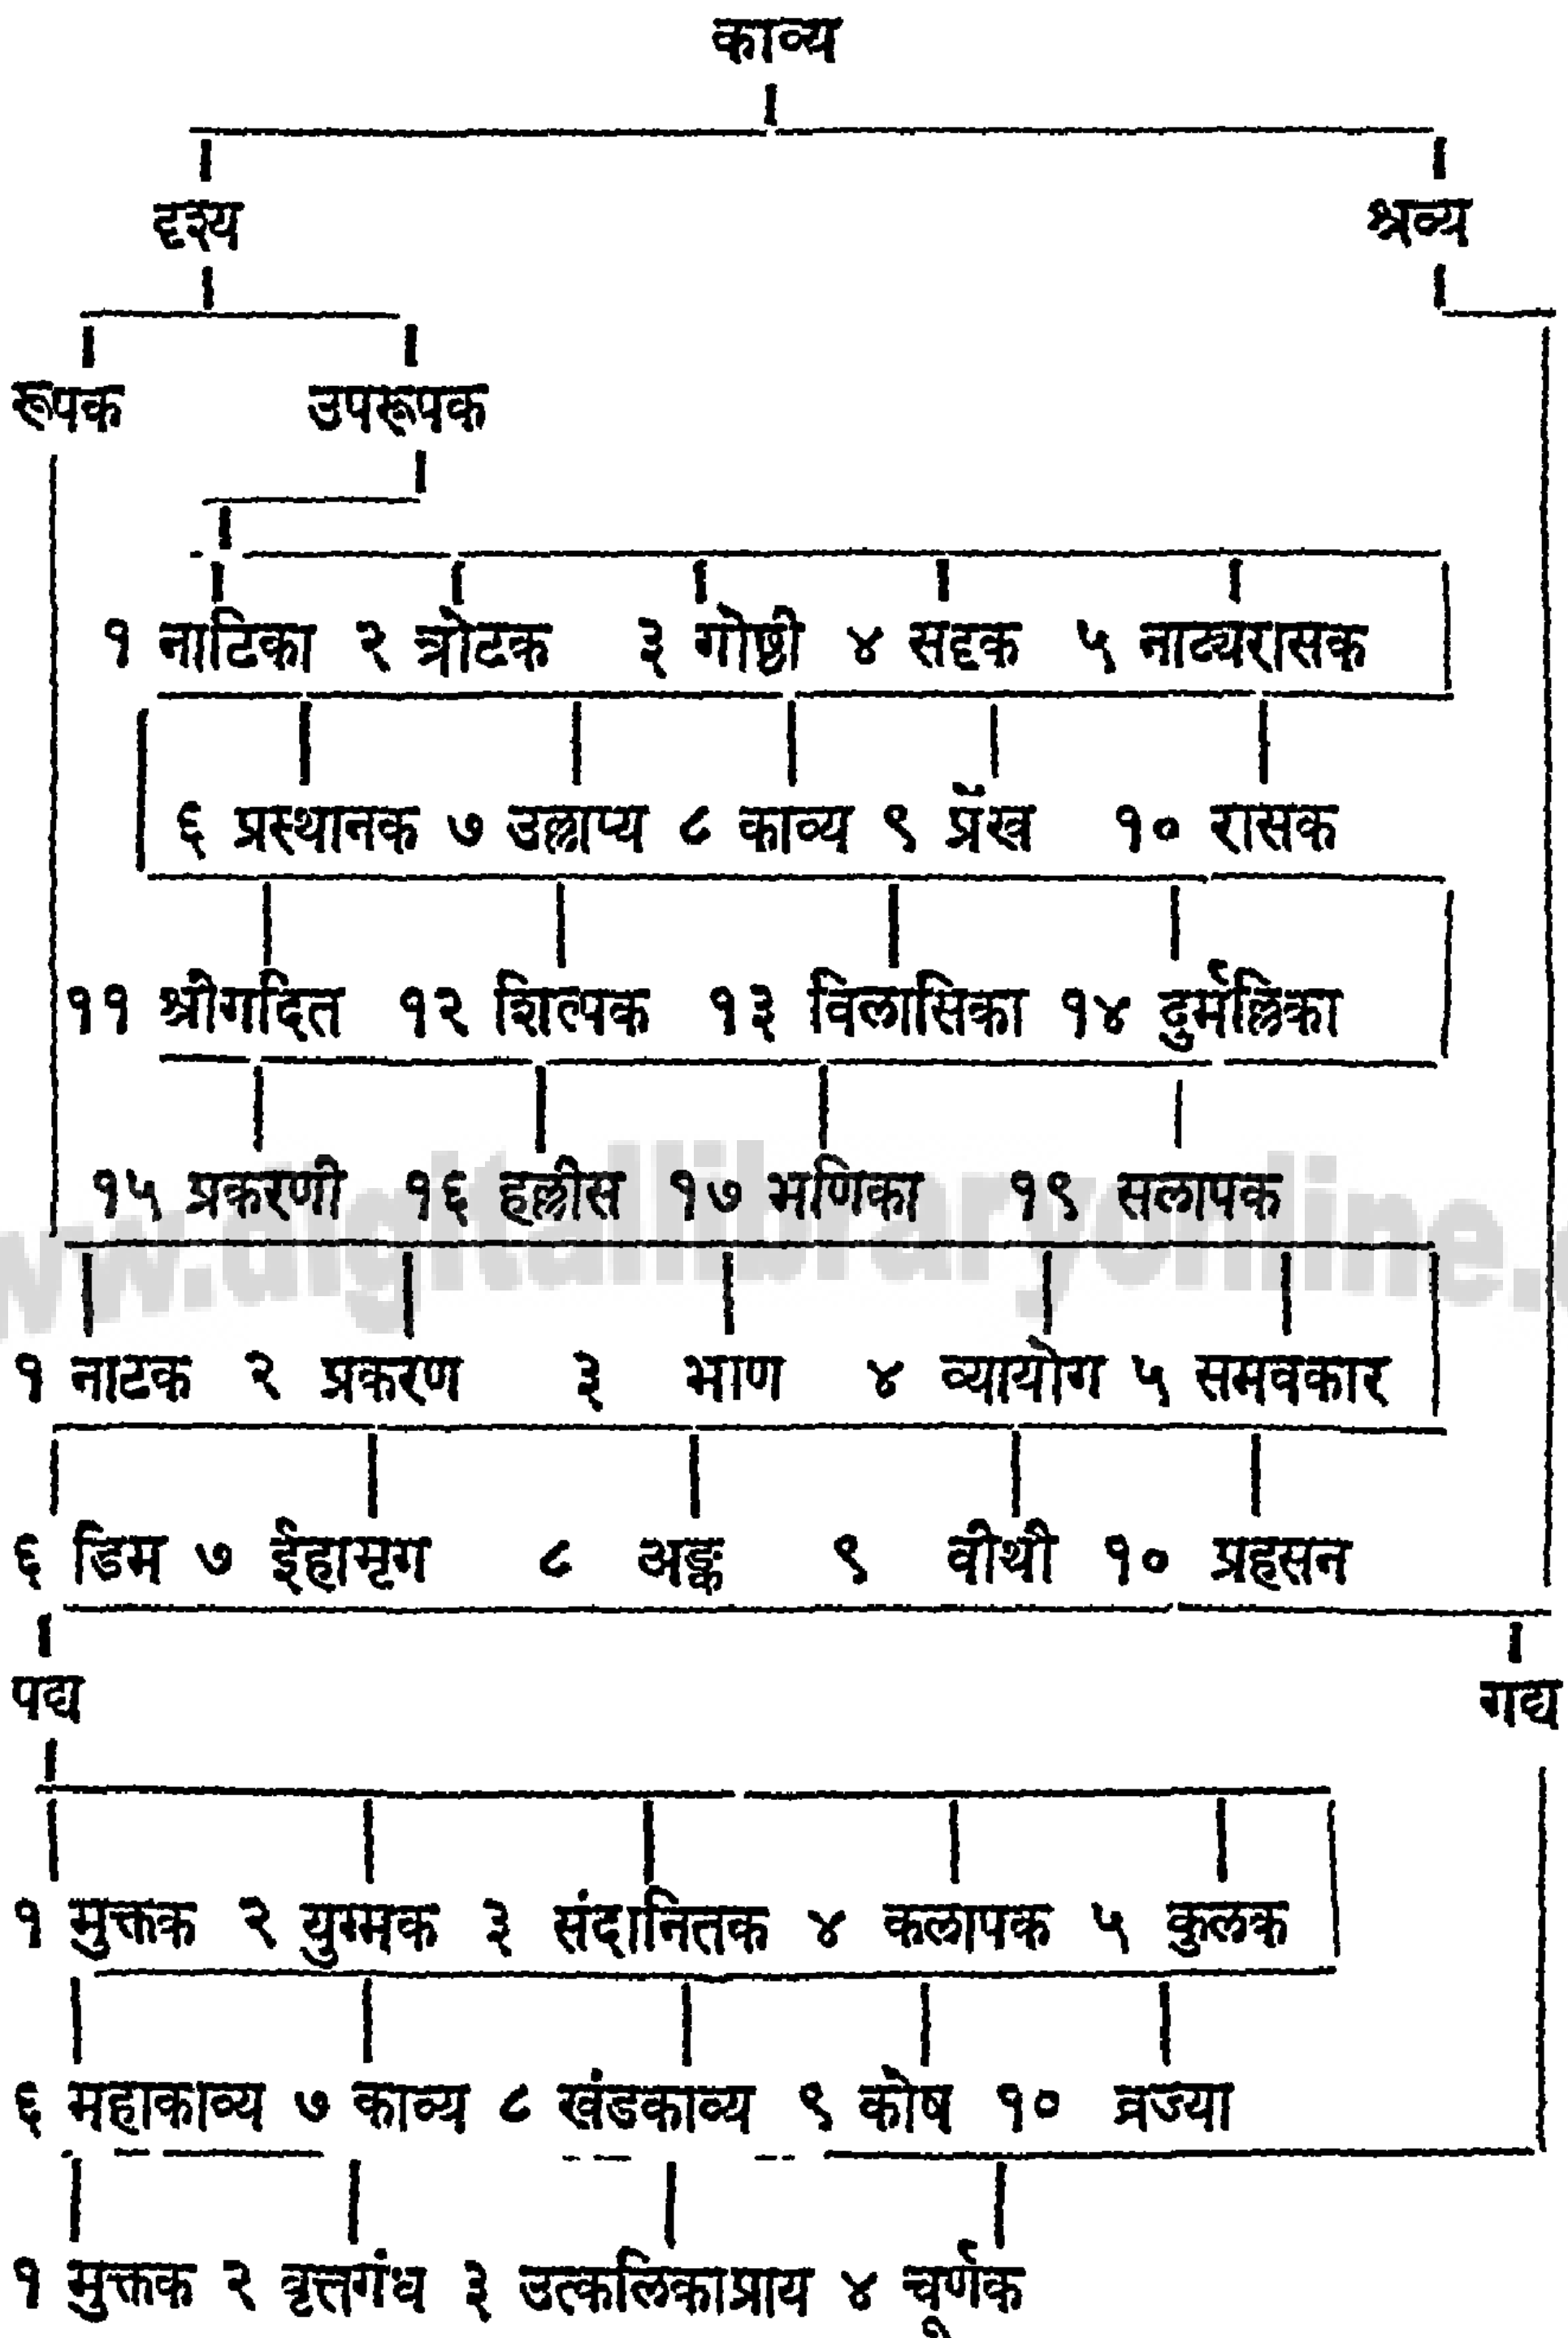 काव्य
दृश्य श्रव्य
रूपक उपरूपक
१ नाटिका २ त्रोटक ३ गोष्ठी ४ सट्टक ५ नाट्यरासक
६ प्रस्थानक ७ उल्लाप्य ८ काव्य ९ प्रेंख १० रासक
११ श्रीगदित १२ शिल्पक १३ विलासिका १४ दुर्मल्लिका
१५ प्रकरणी १६ हल्लीस १७ भणिका १९ सलापक
www.digitallibraryonline.
१ नाटक २ प्रकरण ३ भाण ४ व्यायोग ५ समवकार
६ डिम ७ ईहामृग ८ अङ्क ९ वीथी १० प्रहसन
पद्य गद्य
१ मुक्तक २ युग्मक ३ संदानितक ४ कलापक ५ कुलक
६ महाकाव्य ७ काव्य ८ खंडकाव्य ९ कोष १० व्रज्या
१ मुक्तक २ वृत्तगंध ३ उत्कलिकाप्राय ४ चूर्णक